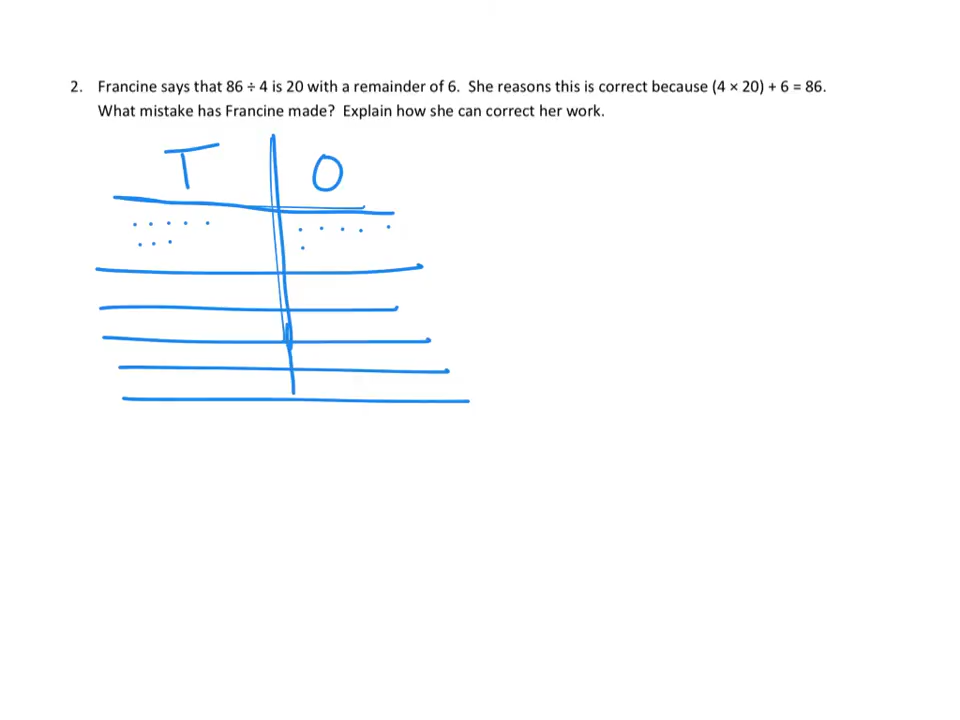 2. Francine says that 86 ÷ 4 is 20 with a remainder of 6. She reasons this is correct because (4 × 20) + 6 = 86.
What mistake has Francine made? Explain how she can correct her work.
T O